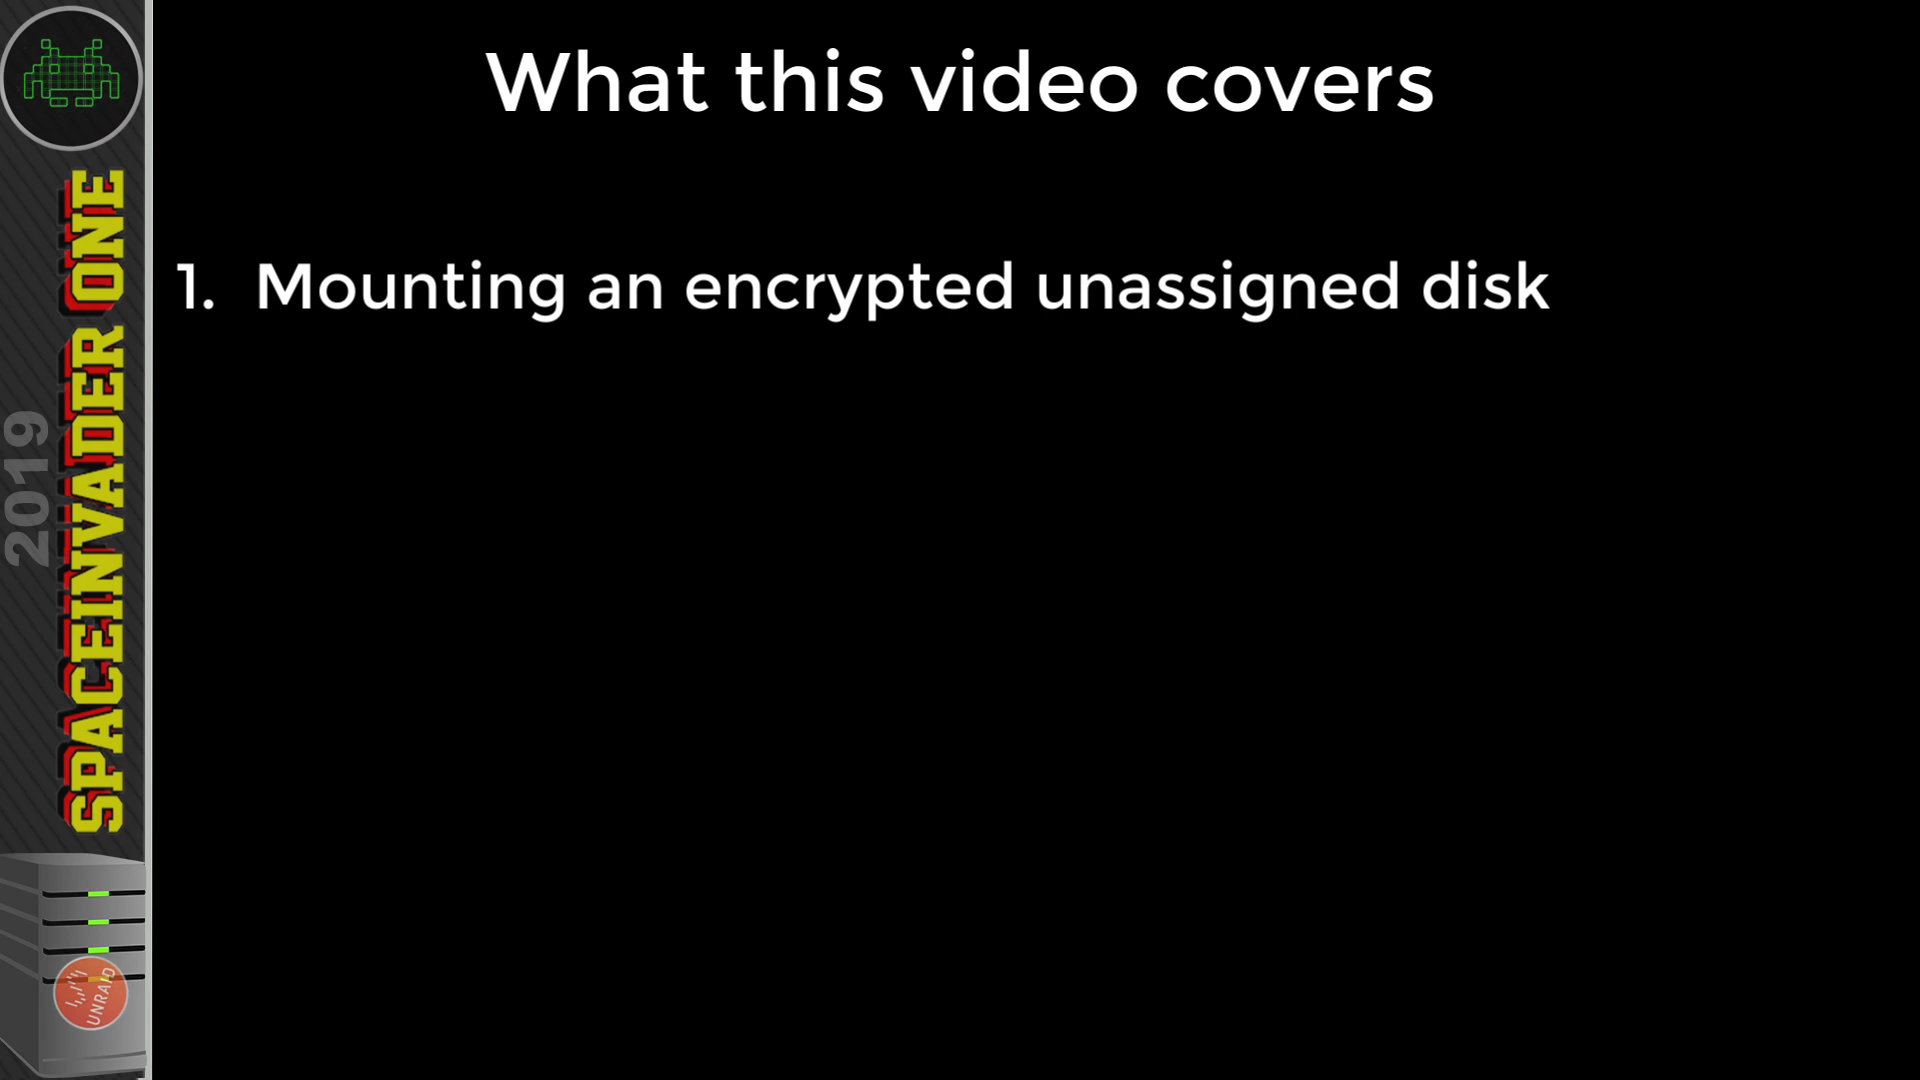 What this video covers
1. Mounting an encrypted unassigned disk
2019
SPACEINVADER ONE
UNRAID